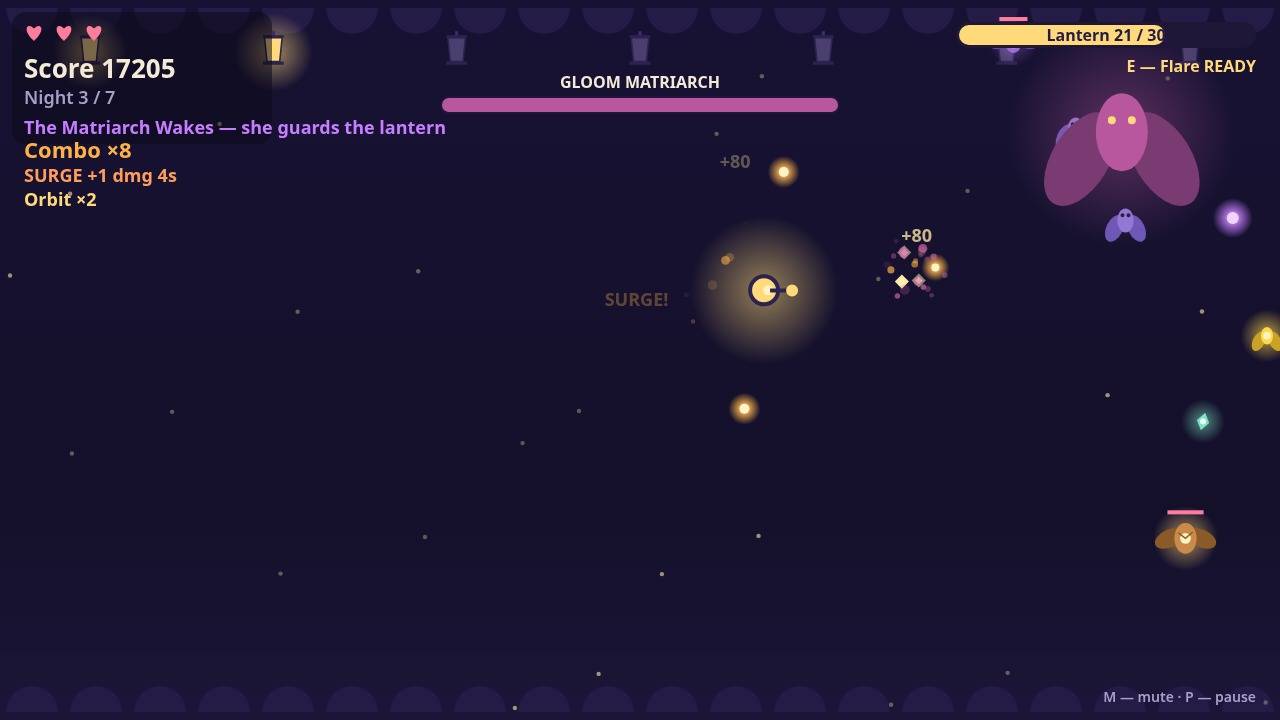 Score 17205
Night 3 / 7
The Matriarch Wakes — she guards the lantern
Combo ×8
SURGE +1 dmg 4s
Orbit ×2
GLOOM MATRIARCH
Lantern 21 / 30
E — Flare READY
+80
+80
SURGE!
M — mute · P — pause